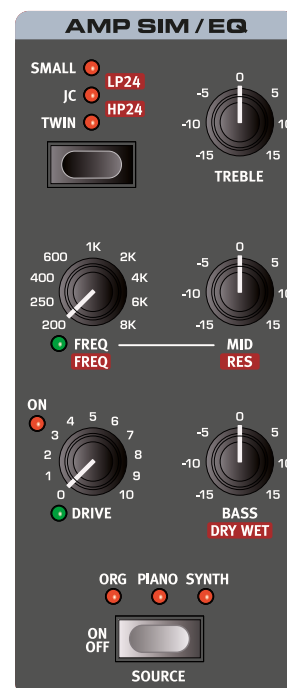 AMP SIM / EQ
SMALL
LP24
JC
HP24
TWIN
0
-5 5
-10 10
-15 15
TREBLE
1K
600 2K
400 4K
250 6K
200 8K
FREQ
FREQ
0
-5 5
-10 10
-15 15
MID
RES
ON
5
4 6
3 7
2 8
1 9
0 10
DRIVE
0
-5 5
-10 10
-15 15
BASS
DRY WET
ORG PIANO SYNTH
ON
OFF
SOURCE